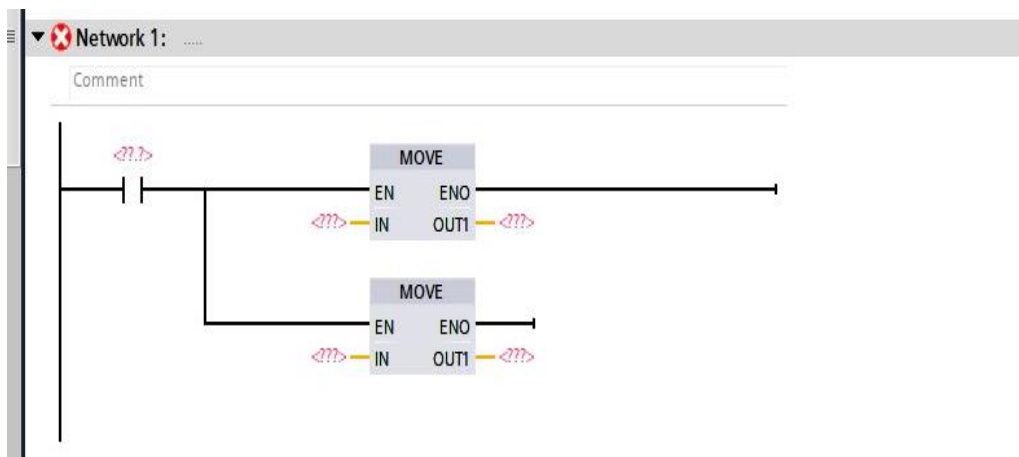 Network 1: .....
Comment
<??.?>
MOVE
EN ENO
<???> IN OUT1 <???>
MOVE
EN ENO
<???> IN OUT1 <???>